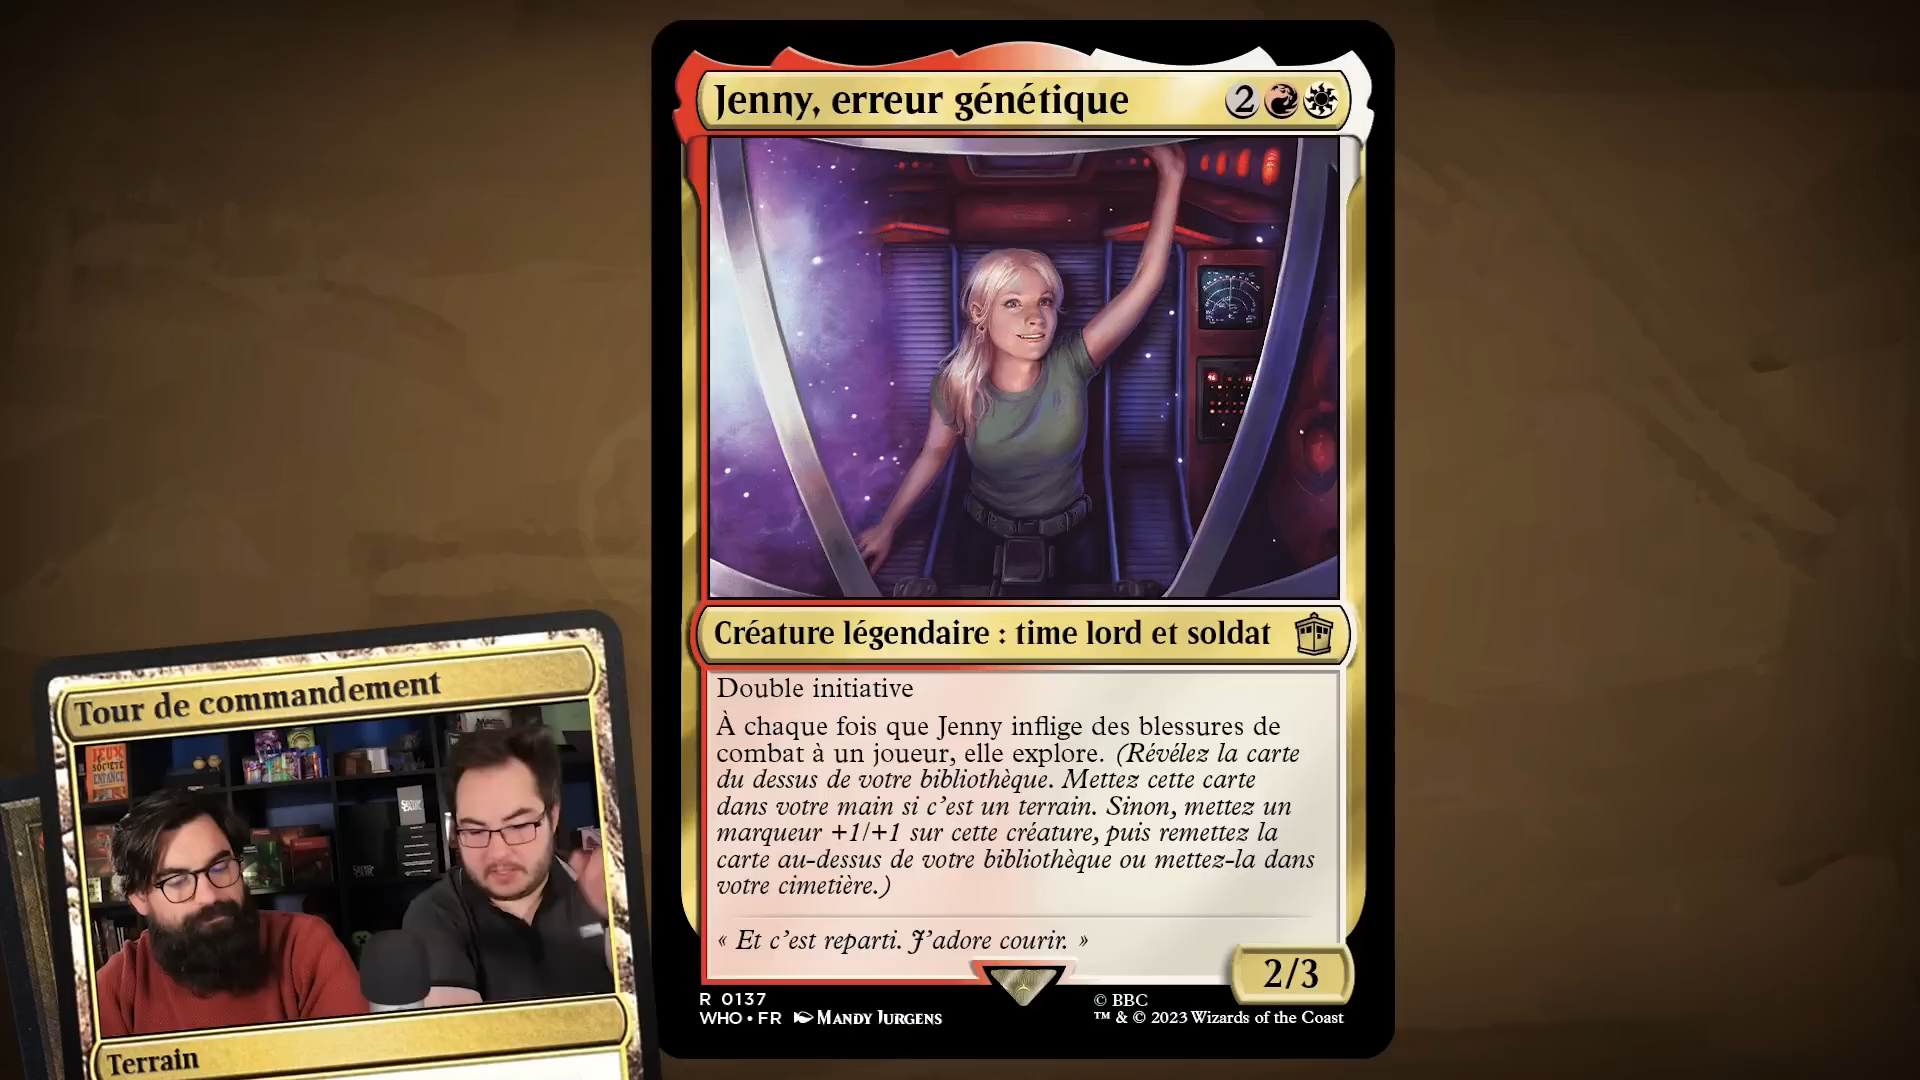 Jenny, erreur génétique
2
Créature légendaire : time lord et soldat
Double initiative
À chaque fois que Jenny inflige des blessures de
combat à un joueur, elle explore. (Révélez la carte
du dessus de votre bibliothèque. Mettez cette carte
dans votre main si c'est un terrain. Sinon, mettez un
marqueur +1/+1 sur cette créature, puis remettez la
carte au-dessus de votre bibliothèque ou mettez-la dans
votre cimetière.)
« Et c'est reparti. J'adore courir. »
2/3
R 0137
WHO • FR MANDY JURGENS
© BBC
™ & © 2023 Wizards of the Coast
Tour de commandement
JEUX
SOCIÉTÉ
ENFANCE
Terrain